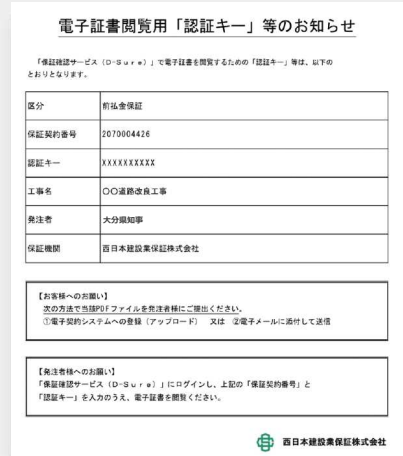 電子証書閲覧用「認証キー」等のお知らせ
「保証確認サービス（D-Sure）」で電子証書を閲覧するための「認証キー」等は、以下の
とおりとなります。
区分 前払金保証
保証契約番号 2070004426
認証キー XXXXXXXXXX
工事名 〇〇道路改良工事
発注者 大分県知事
保証機関 西日本建設業保証株式会社
【お客様へのお願い】
次の方法で当該PDFファイルを発注者様にご提出ください。
①電子契約システムへの登録（アップロード） 又は ②電子メールに添付して送信
【発注者様へのお願い】
「保証確認サービス（D-Sure）」にログインし、上記の「保証契約番号」と
「認証キー」を入力のうえ、電子証書を閲覧ください。
西日本建設業保証株式会社